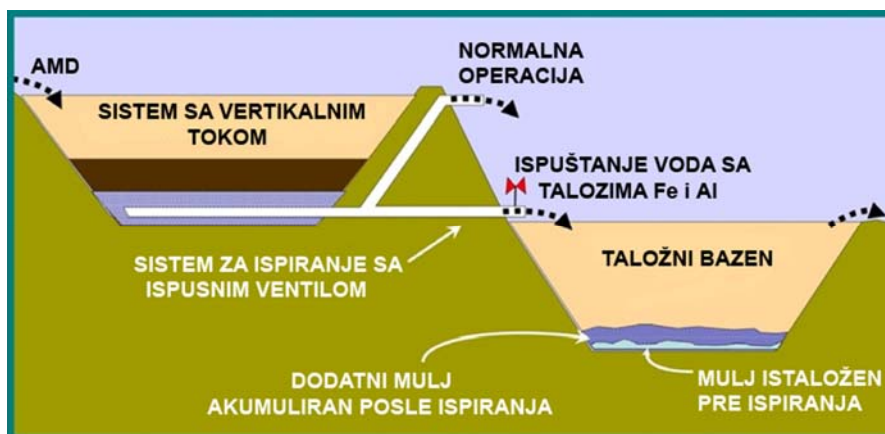 AMD
NORMALNA
OPERACIJA
SISTEM SA VERTIKALNIM
TOKOM
ISPUŠTANJE VODA SA
TALOZIMA Fe i Al
SISTEM ZA ISPIRANJE SA
ISPUSNIM VENTILOM
TALOŽNI BAZEN
DODATNI MULJ
AKUMULIRAN POSLE ISPIRANJA
MULJ ISTALOŽEN
PRE ISPIRANJA